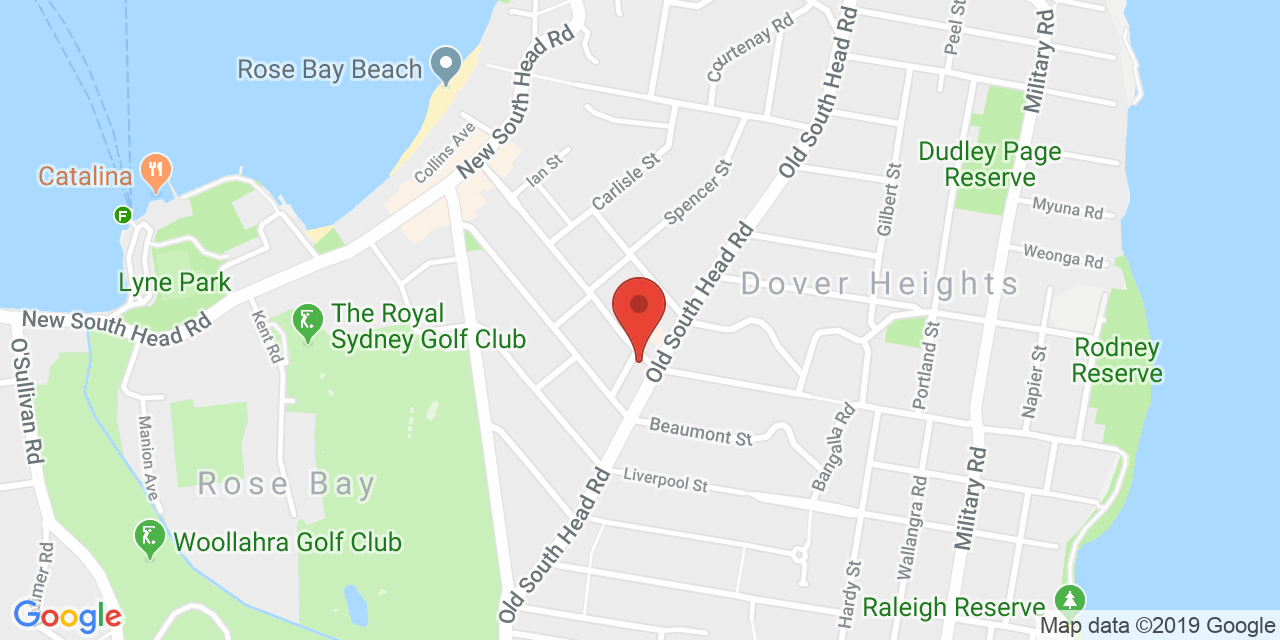 Peel St
Military Rd
Courtenay Rd
Old South Head Rd
New South Head Rd
Rose Bay Beach
Collins Ave
Ian St
Carlisle St
Spencer St
Dudley Page
Reserve
Gilbert St
Catalina
F
Myuna Rd
Weonga Rd
Old South Head Rd
Lyne Park
Dover Heights
New South Head Rd
Kent Rd
The Royal
Sydney Golf Club
O'Sullivan Rd
Old South Head Rd
Portland St
Napier St
Rodney
Reserve
Manion Ave
Beaumont St
Bangalla Rd
Rose Bay
Liverpool St
Military Rd
Wallangra Rd
Old South Head Rd
Woollahra Golf Club
Hardy St
Raleigh Reserve
Google
Map data ©2019 Google